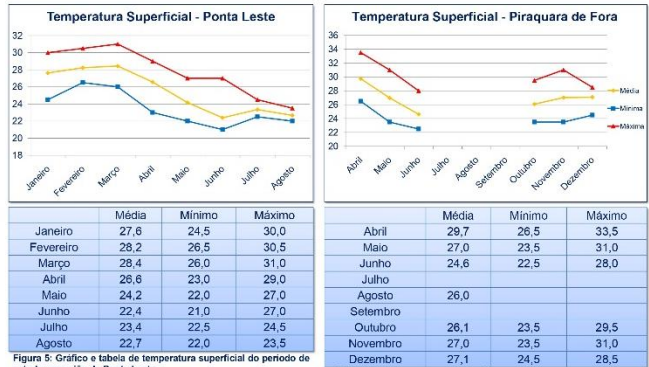 Temperatura Superficial - Ponta Leste
32
30
28
26
24
22
20
18
Janeiro Fevereiro Março Abril Maio Junho Julho Agosto
Média Mínimo Máximo
Janeiro 27,6 24,5 30,0
Fevereiro 28,2 26,5 30,5
Março 28,4 26,0 31,0
Abril 26,6 23,0 29,0
Maio 24,2 22,0 27,0
Junho 22,4 21,0 27,0
Julho 23,4 22,5 24,5
Agosto 22,7 22,0 23,5
Figura 5: Gráfico e tabela de temperatura superficial do período de
Temperatura Superficial - Piraquara de Fora
36
34
32
30
28
26
24
22
20
Abril Maio Junho Julho Agosto Setembro Outubro Novembro Dezembro
Média
Mínima
Máxima
Média Mínimo Máximo
Abril 29,7 26,5 33,5
Maio 27,0 23,5 31,0
Junho 24,6 22,5 28,0
Julho
Agosto 26,0
Setembro
Outubro 26,1 23,5 29,5
Novembro 27,0 23,5 31,0
Dezembro 27,1 24,5 28,5